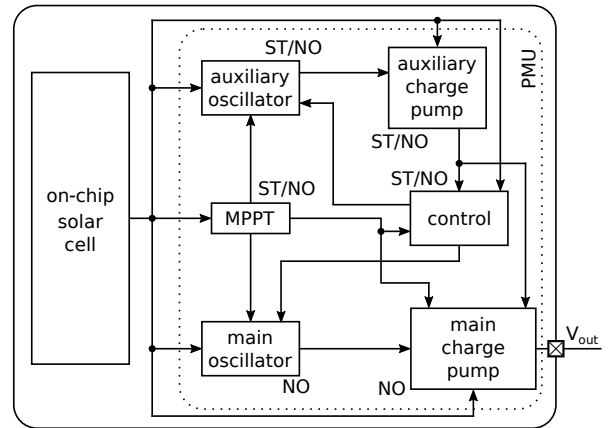 ST/NO
auxiliary
oscillator
auxiliary
charge
pump
PMU
ST/NO
ST/NO
ST/NO
on-chip
solar
cell
MPPT
control
main
oscillator
NO
main
charge
pump
NO
Vout